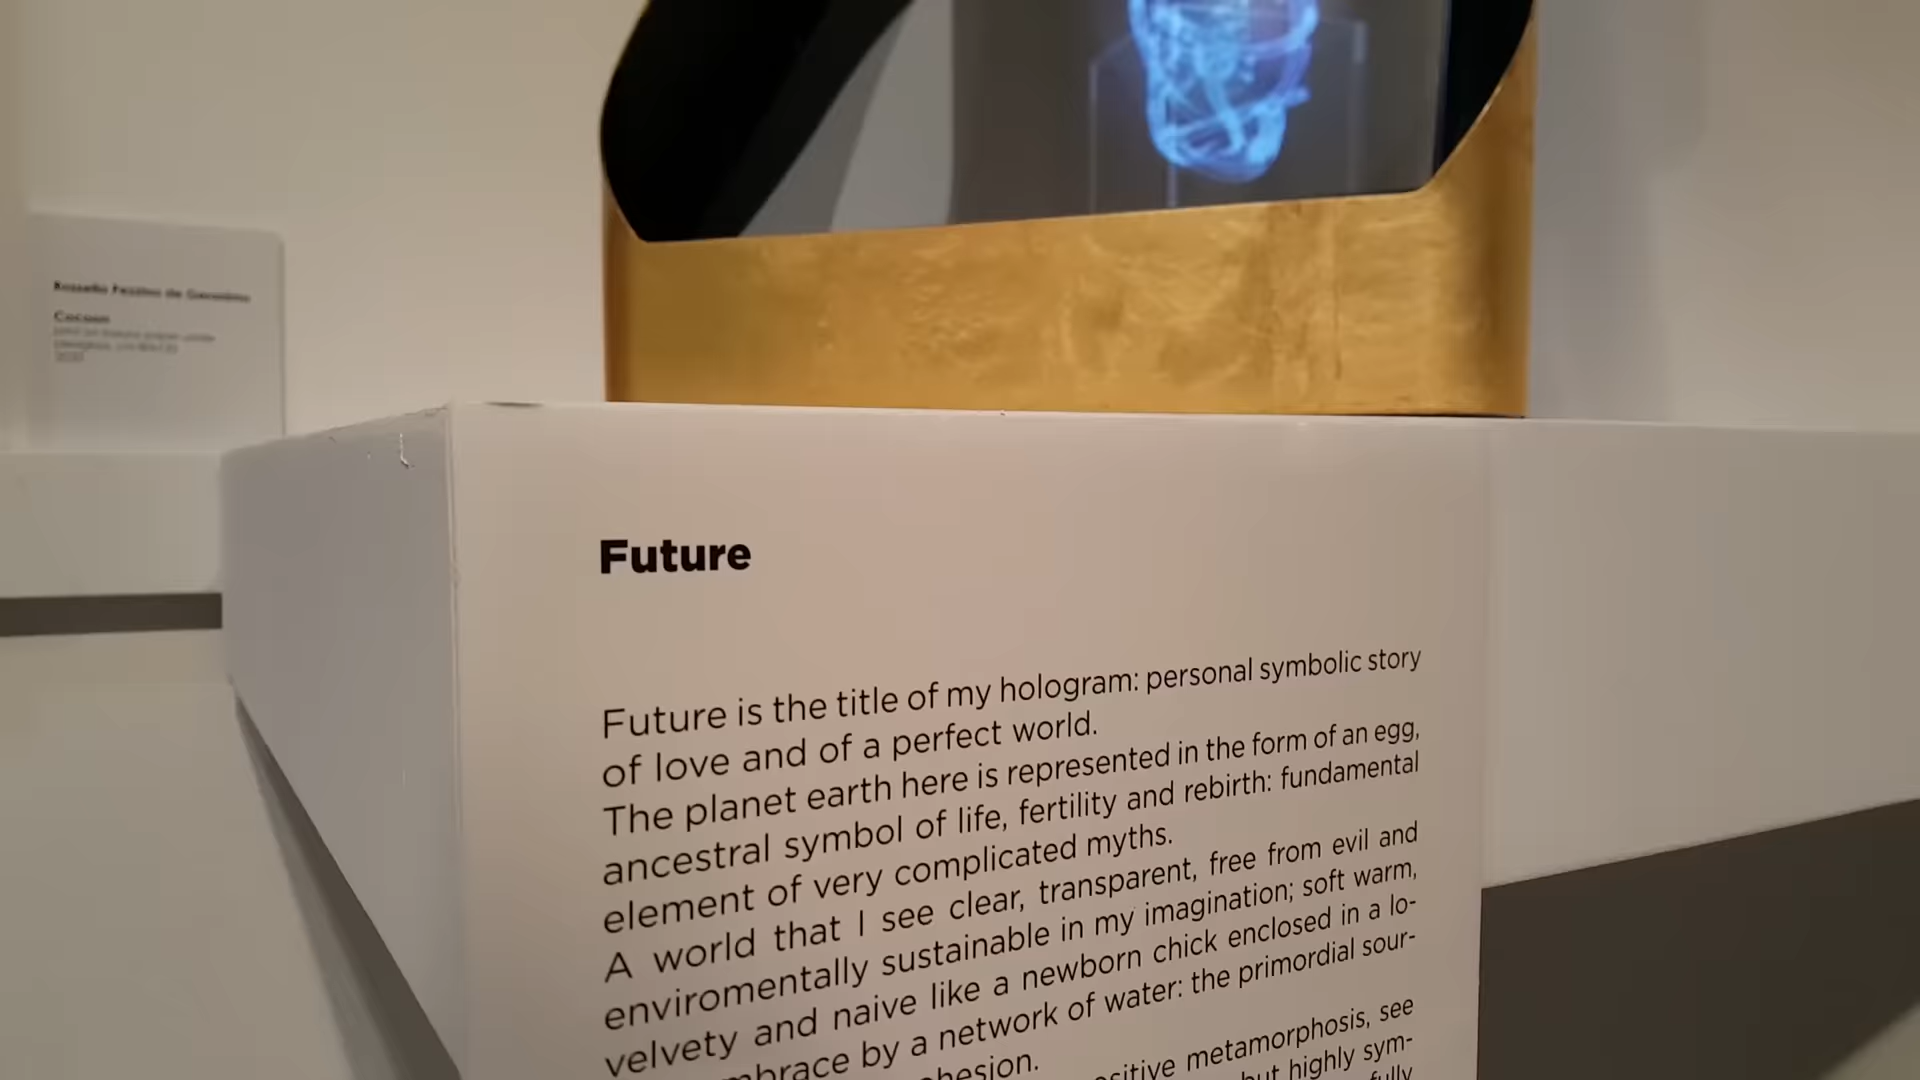 Cocoon
Future
Future is the title of my hologram: personal symbolic story
of love and of a perfect world.
The planet earth here is represented in the form of an egg,
ancestral symbol of life, fertility and rebirth: fundamental
element of very complicated myths.
A world that I see clear, transparent, free from evil and
enviromentally sustainable in my imagination; soft warm,
velvety and naive like a newborn chick enclosed in a lo-
by a network of water: the primordial sour-
metamorphosis, see
but highly sym-